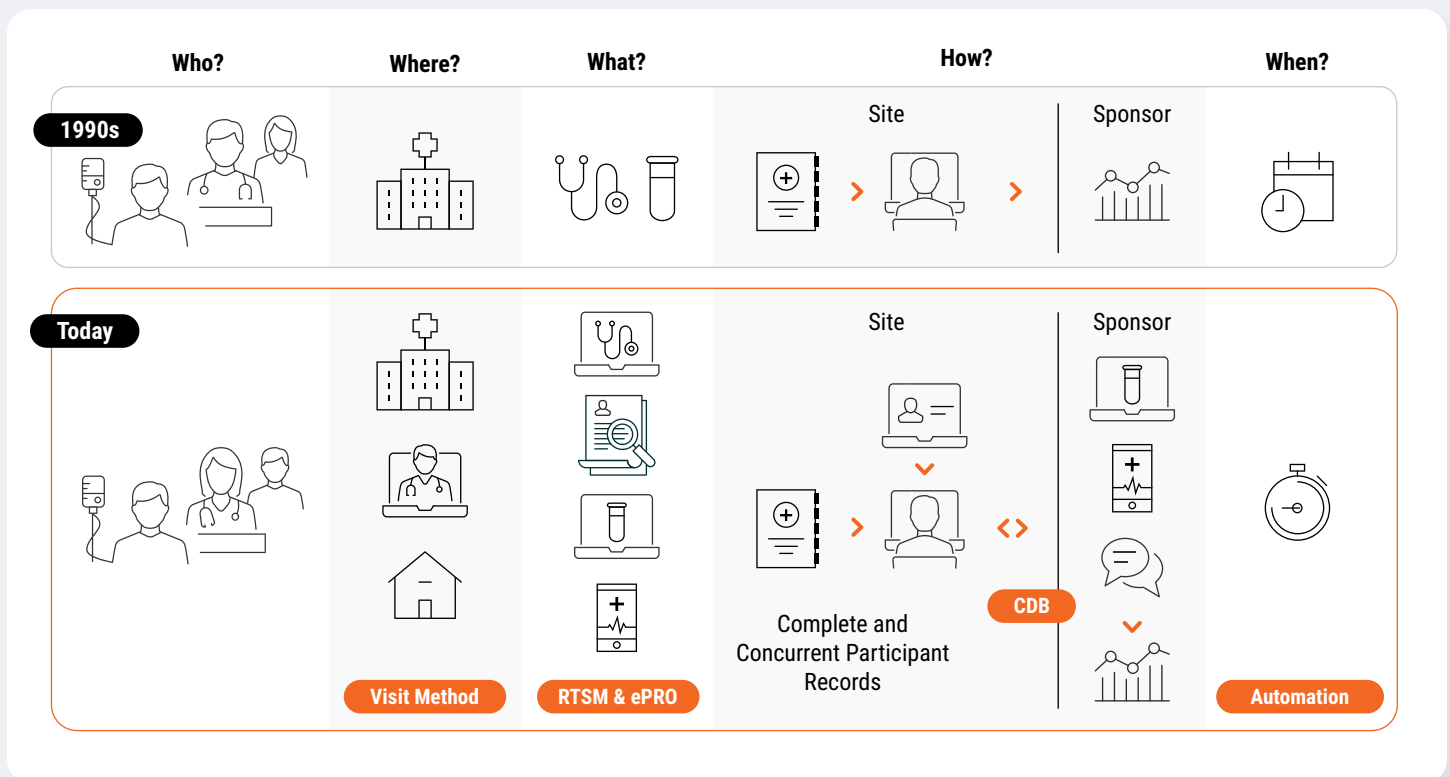 Who?
Where?
What?
How?
When?
1990s
Site
Sponsor
Today
Site
Sponsor
CDB
Complete and
Concurrent Participant
Records
Visit Method
RTSM & ePRO
Automation